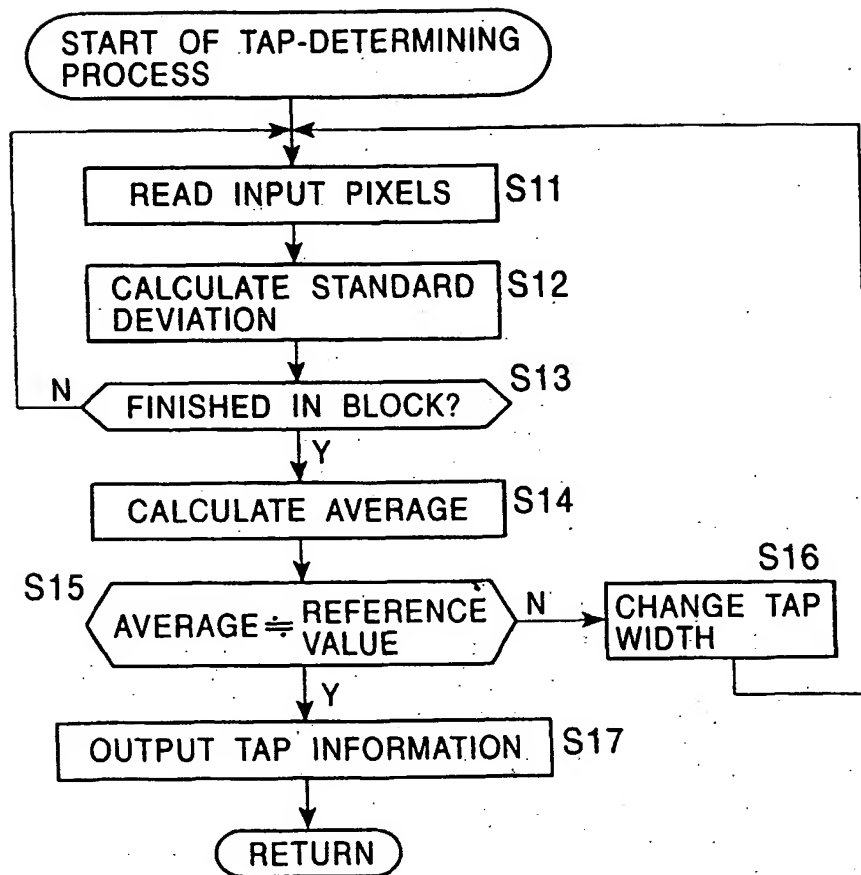 START OF TAP-DETERMINING
PROCESS
READ INPUT PIXELS
S11
CALCULATE STANDARD
DEVIATION
S12
FINISHED IN BLOCK?
S13
N
Y
CALCULATE AVERAGE
S14
S15
AVERAGE ≒ REFERENCE
VALUE
N
S16
CHANGE TAP
WIDTH
Y
OUTPUT TAP INFORMATION
S17
RETURN